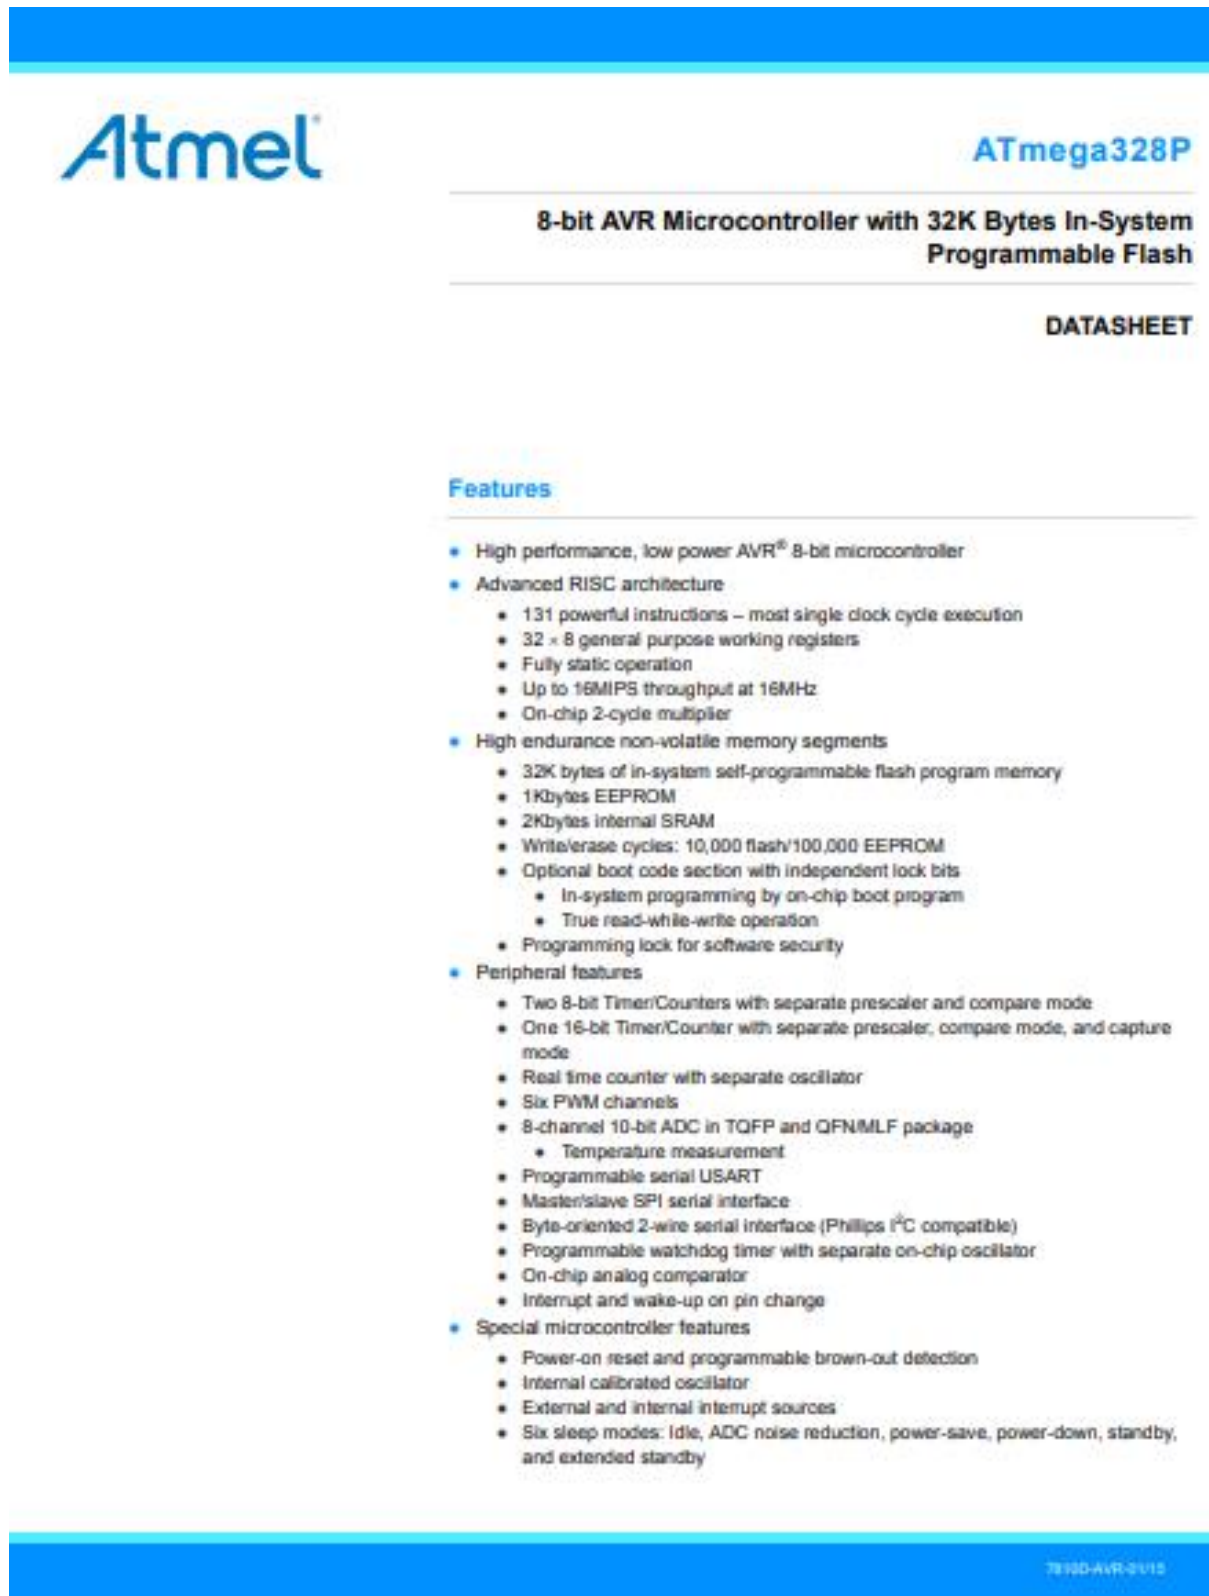 Atmel
ATmega328P
8-bit AVR Microcontroller with 32K Bytes In-System
Programmable Flash
DATASHEET
Features
• High performance, low power AVR® 8-bit microcontroller
• Advanced RISC architecture
• 131 powerful instructions – most single clock cycle execution
• 32 × 8 general purpose working registers
• Fully static operation
• Up to 16MIPS throughput at 16MHz
• On-chip 2-cycle multiplier
• High endurance non-volatile memory segments
• 32K bytes of in-system self-programmable flash program memory
• 1Kbytes EEPROM
• 2Kbytes internal SRAM
• Write/erase cycles: 10,000 flash/100,000 EEPROM
• Optional boot code section with independent lock bits
• In-system programming by on-chip boot program
• True read-while-write operation
• Programming lock for software security
• Peripheral features
• Two 8-bit Timer/Counters with separate prescaler and compare mode
• One 16-bit Timer/Counter with separate prescaler, compare mode, and capture
mode
• Real time counter with separate oscillator
• Six PWM channels
• 8-channel 10-bit ADC in TQFP and QFN/MLF package
• Temperature measurement
• Programmable serial USART
• Master/slave SPI serial interface
• Byte-oriented 2-wire serial interface (Phillips I²C compatible)
• Programmable watchdog timer with separate on-chip oscillator
• On-chip analog comparator
• Interrupt and wake-up on pin change
• Special microcontroller features
• Power-on reset and programmable brown-out detection
• Internal calibrated oscillator
• External and internal interrupt sources
• Six sleep modes: Idle, ADC noise reduction, power-save, power-down, standby,
and extended standby
7810D-AVR-01/15